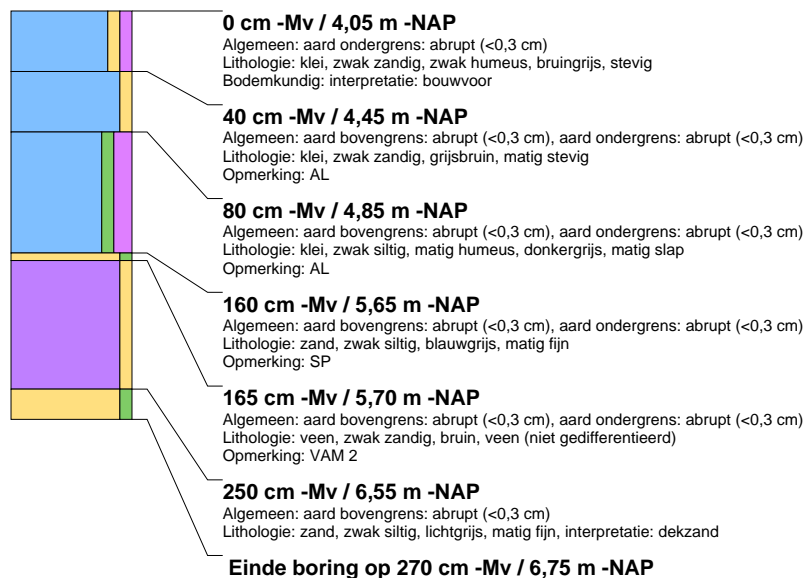 0 cm -Mv / 4,05 m -NAP
Algemeen: aard ondergrens: abrupt (<0,3 cm)
Lithologie: klei, zwak zandig, zwak humeus, bruingrijs, stevig
Bodemkundig: interpretatie: bouwvoor
40 cm -Mv / 4,45 m -NAP
Algemeen: aard bovengrens: abrupt (<0,3 cm), aard ondergrens: abrupt (<0,3 cm)
Lithologie: klei, zwak zandig, grijsbruin, matig stevig
Opmerking: AL
80 cm -Mv / 4,85 m -NAP
Algemeen: aard bovengrens: abrupt (<0,3 cm), aard ondergrens: abrupt (<0,3 cm)
Lithologie: klei, zwak siltig, matig humeus, donkergrijs, matig slap
Opmerking: AL
160 cm -Mv / 5,65 m -NAP
Algemeen: aard bovengrens: abrupt (<0,3 cm), aard ondergrens: abrupt (<0,3 cm)
Lithologie: zand, zwak siltig, blauwgrijs, matig fijn
Opmerking: SP
165 cm -Mv / 5,70 m -NAP
Algemeen: aard bovengrens: abrupt (<0,3 cm), aard ondergrens: abrupt (<0,3 cm)
Lithologie: veen, zwak zandig, bruin, veen (niet gedifferentieerd)
Opmerking: VAM 2
250 cm -Mv / 6,55 m -NAP
Algemeen: aard bovengrens: abrupt (<0,3 cm)
Lithologie: zand, zwak siltig, lichtgrijs, matig fijn, interpretatie: dekzand
Einde boring op 270 cm -Mv / 6,75 m -NAP